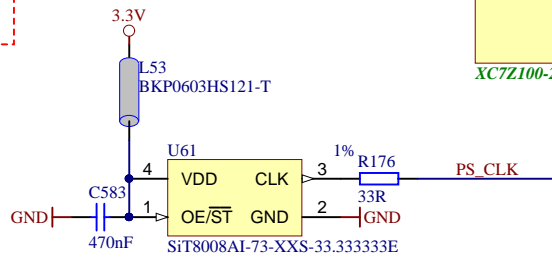 3.3V
L53
BKP0603HS121-T
XC7Z100-2
U61
4 VDD CLK 3
1% R176
PS_CLK
33R
C583
GND
1 OE/ST GND 2
GND
470nF
SiT8008AI-73-XXS-33.333333E